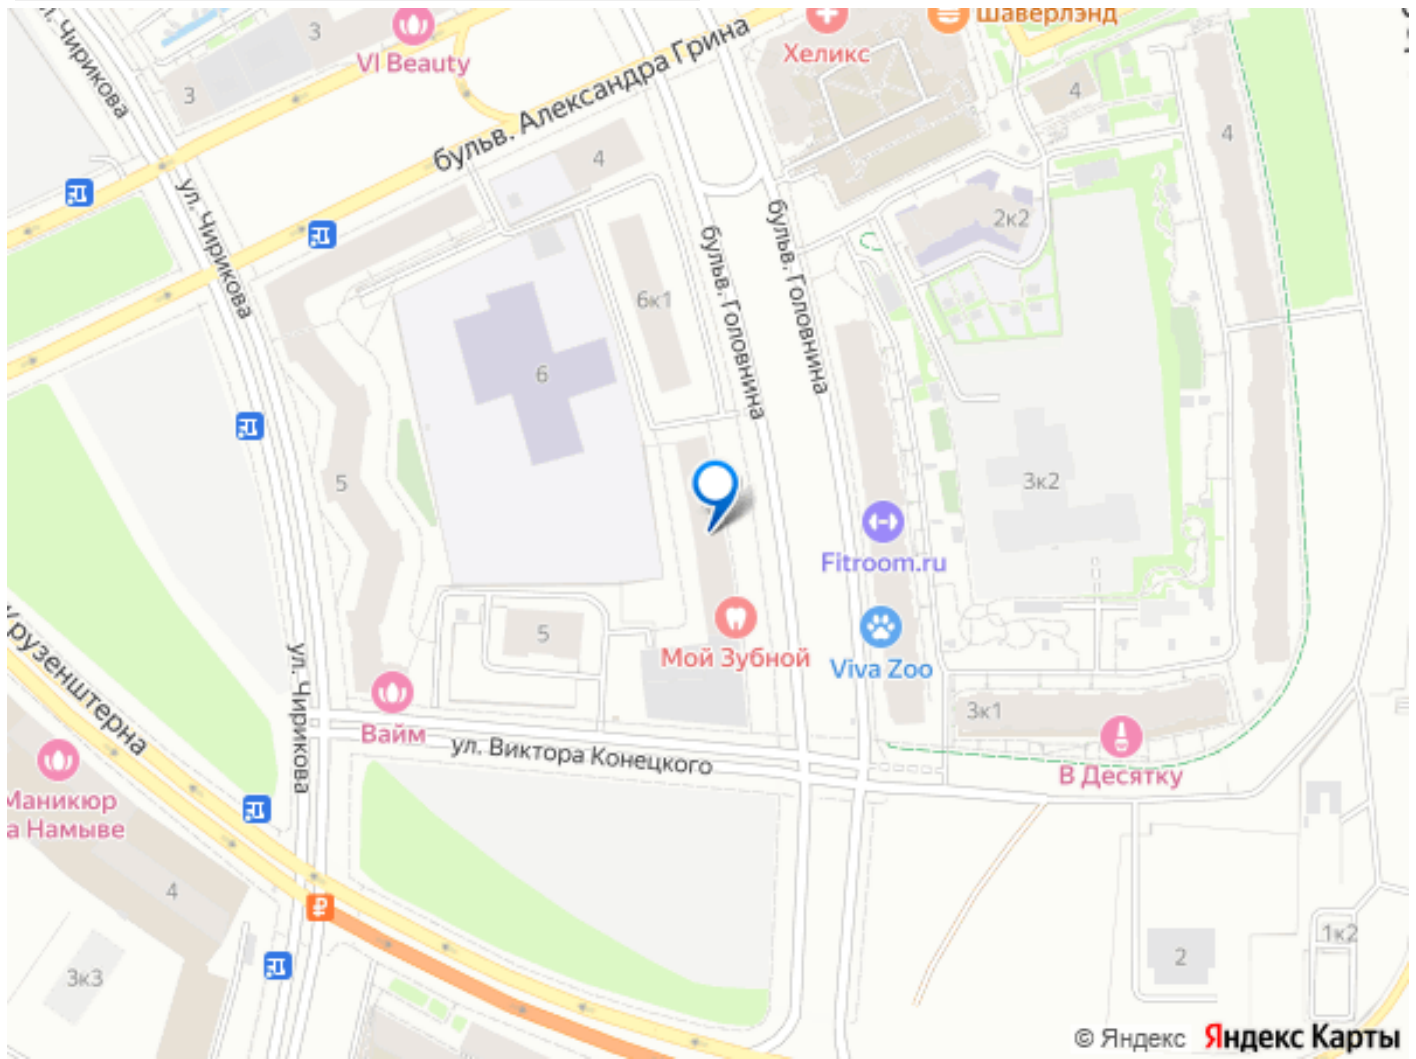 ул. Чирикова
3
VI Beauty
Хеликс
Шаверлэнд
3
бульв. Александра Грина
4
4
4
ул. Чирикова
2к2
бульв. Головнина
бульв. Головнина
6к1
6
5
3к2
Fitroom.ru
Мой Зубной
Viva Zoo
5
ул. Чирикова
Крузенштерна
Вайм
ул. Виктора Конецкого
3к1
В Десятку
Маникюр
а Намыве
4
3к3
2
1к2
© Яндекс Яндекс Карты